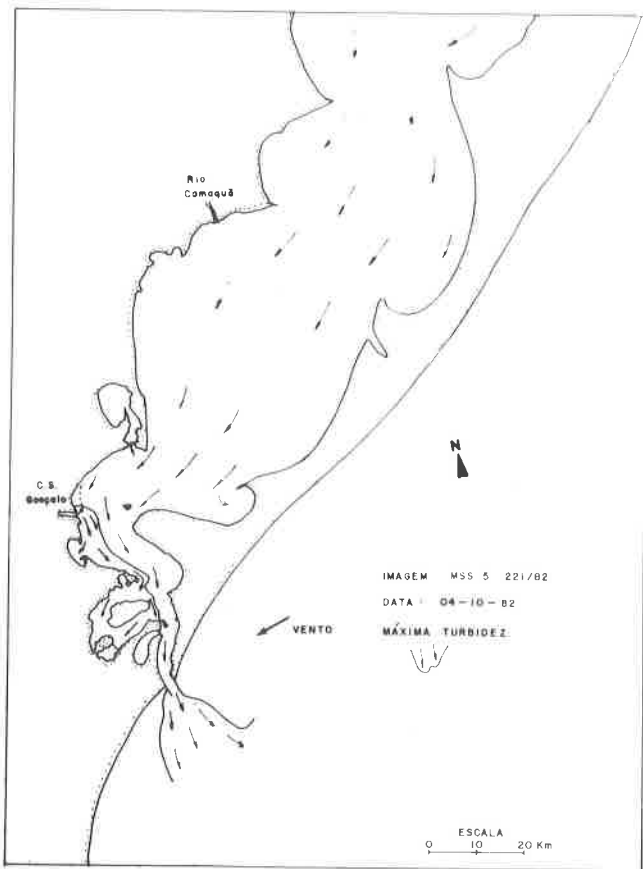 Rio
Camaquã
C. S.
Gonçalo
N
IMAGEM MSS 5 221/82
DATA: 04-10-82
VENTO
MÁXIMA TURBIDEZ
ESCALA
0 10 20 Km